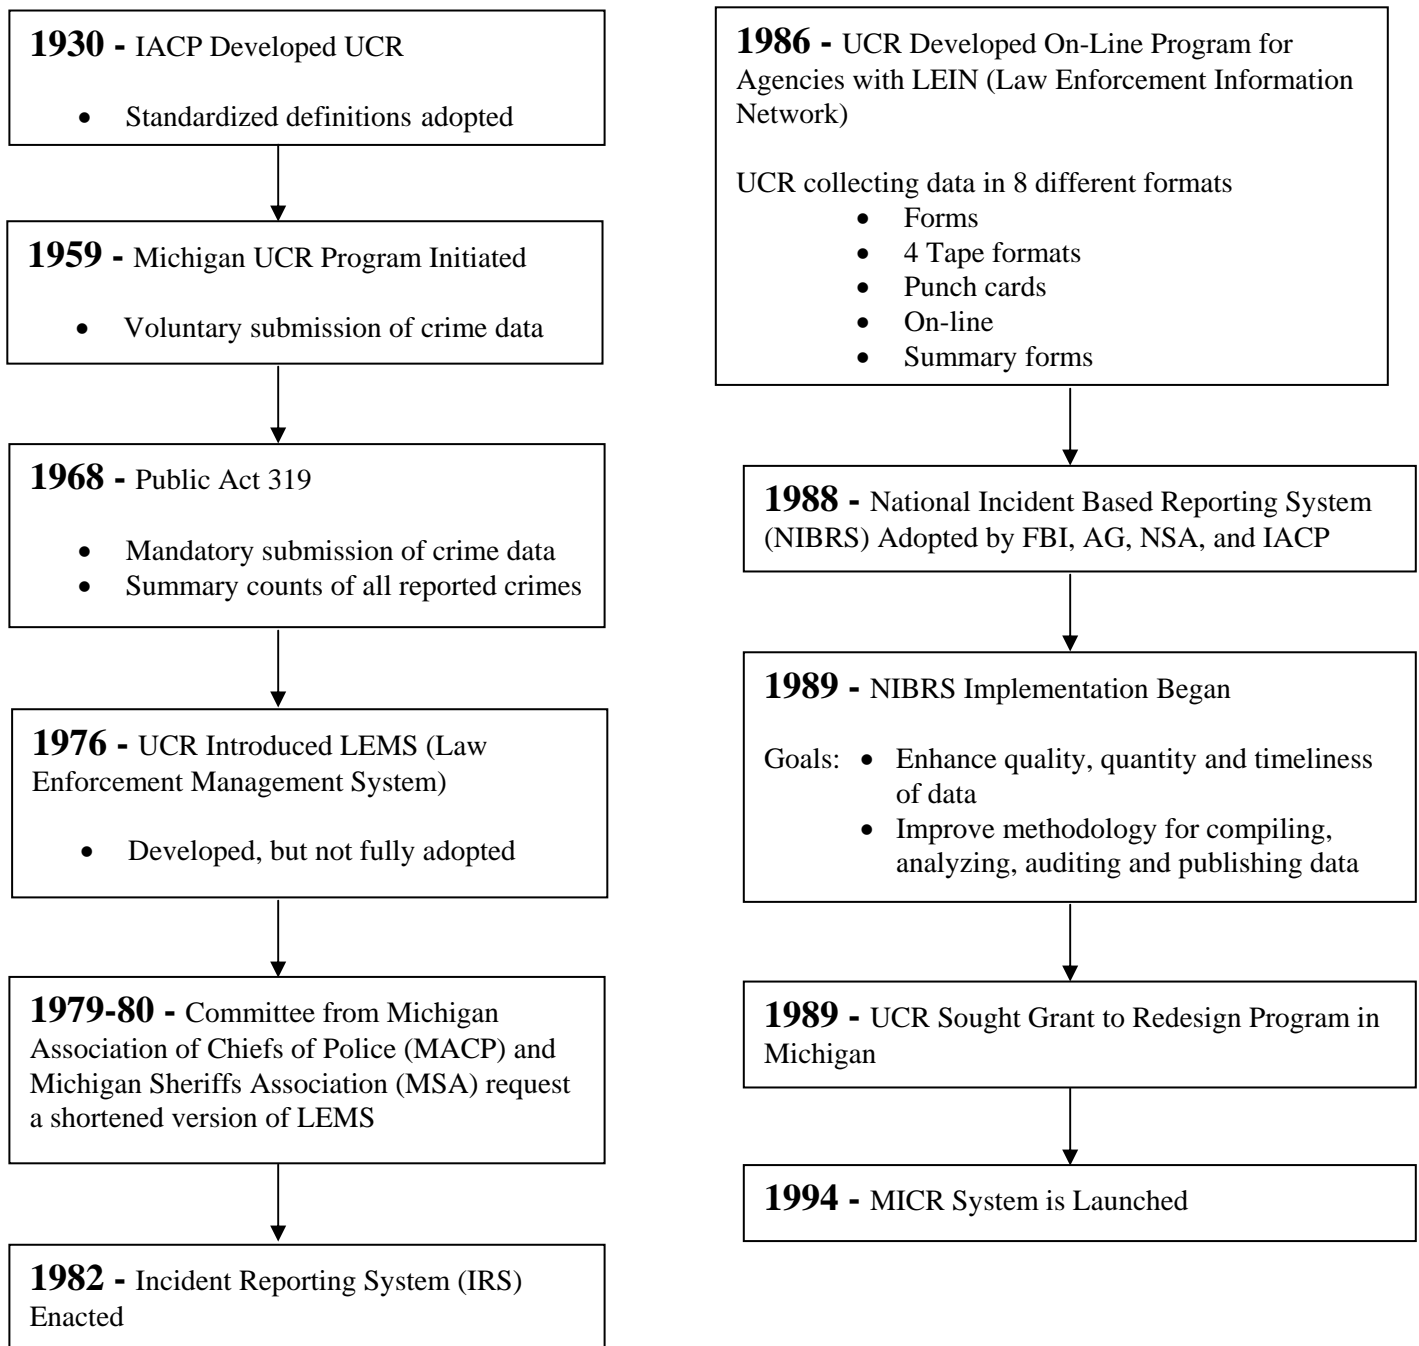 1930 - IACP Developed UCR
• Standardized definitions adopted
1959 - Michigan UCR Program Initiated
• Voluntary submission of crime data
1968 - Public Act 319
• Mandatory submission of crime data
• Summary counts of all reported crimes
1976 - UCR Introduced LEMS (Law
Enforcement Management System)
• Developed, but not fully adopted
1979-80 - Committee from Michigan
Association of Chiefs of Police (MACP) and
Michigan Sheriffs Association (MSA) request
a shortened version of LEMS
1982 - Incident Reporting System (IRS)
Enacted
1986 - UCR Developed On-Line Program for
Agencies with LEIN (Law Enforcement Information
Network)
UCR collecting data in 8 different formats
• Forms
• 4 Tape formats
• Punch cards
• On-line
• Summary forms
1988 - National Incident Based Reporting System
(NIBRS) Adopted by FBI, AG, NSA, and IACP
1989 - NIBRS Implementation Began
Goals: • Enhance quality, quantity and timeliness
of data
• Improve methodology for compiling,
analyzing, auditing and publishing data
1989 - UCR Sought Grant to Redesign Program in
Michigan
1994 - MICR System is Launched